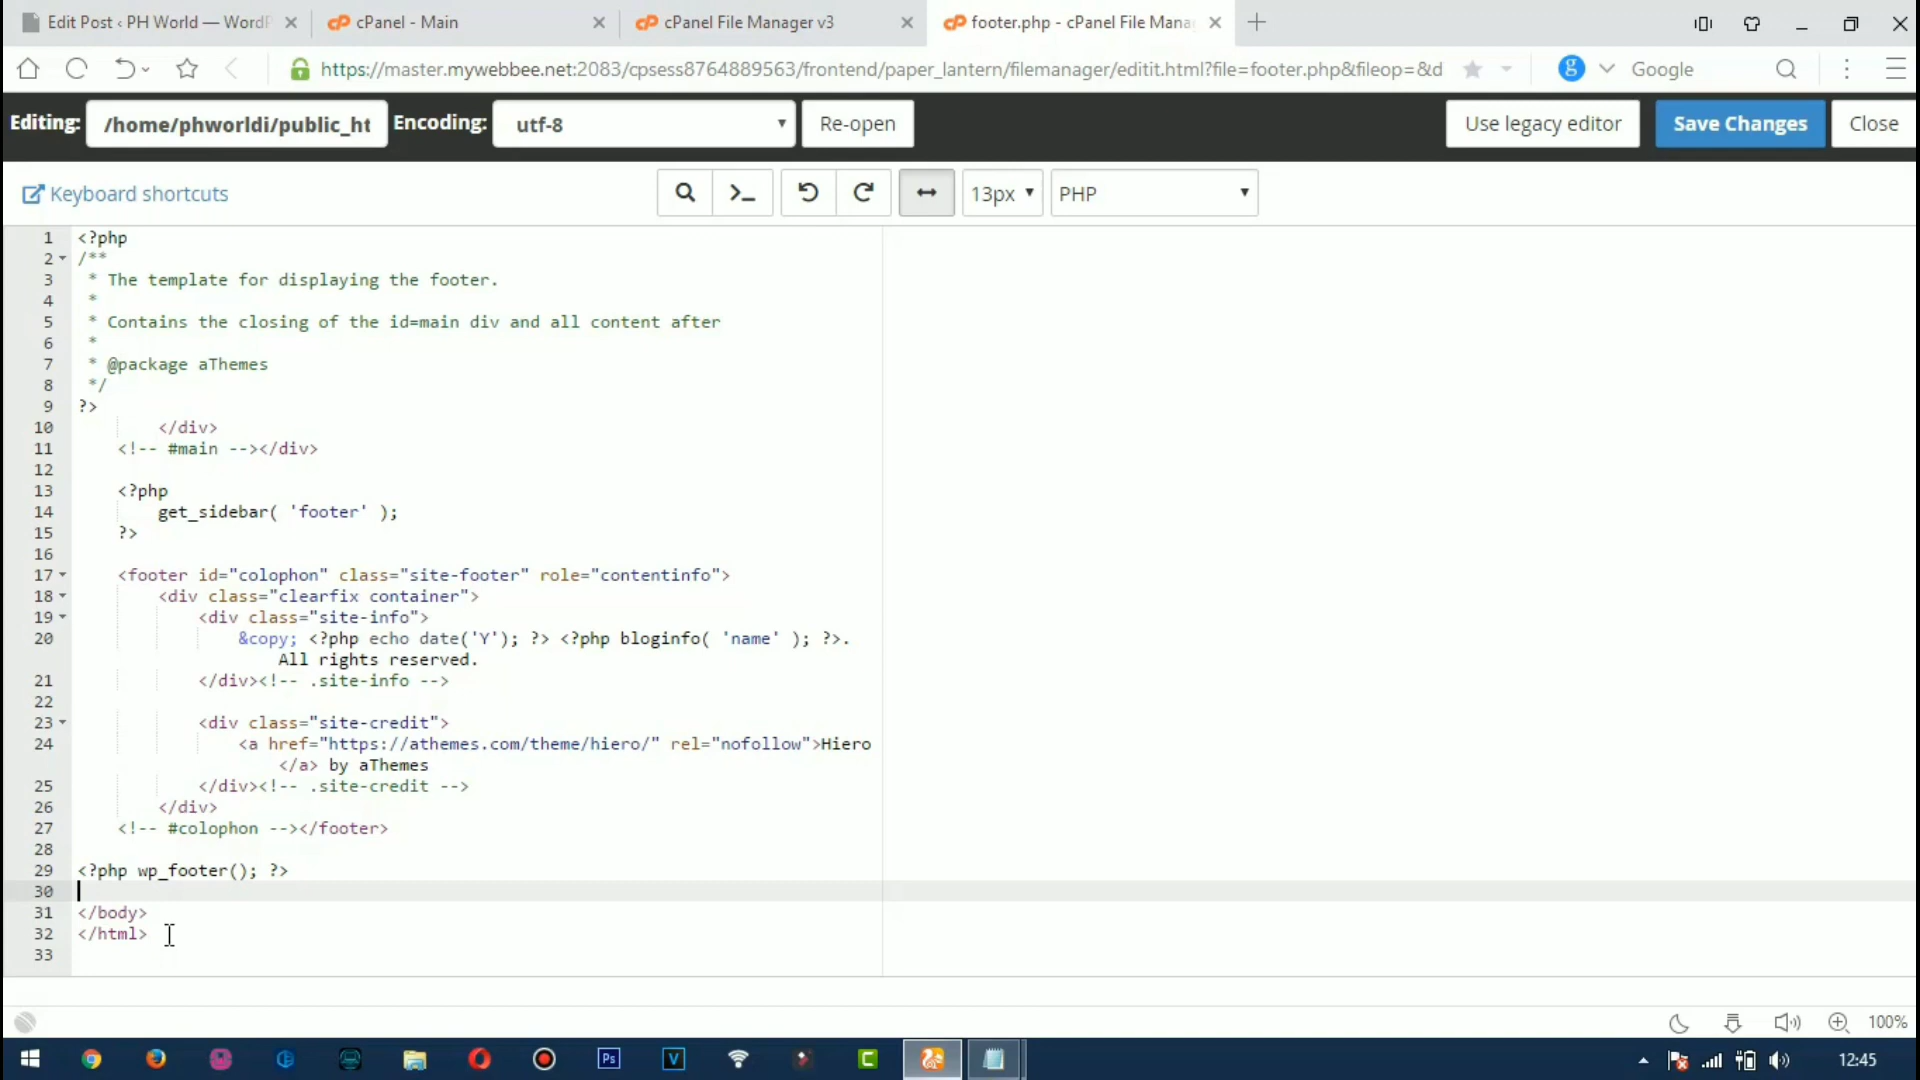 Edit Post ‹ PH World — WordP
cPanel - Main
cPanel File Manager v3
footer.php - cPanel File Mana
https://master.mywebbee.net:2083/cpsess8764889563/frontend/paper_lantern/filemanager/editit.html?file=footer.php&fileop=&d
Google
Editing: /home/phworldi/public_ht Encoding: utf-8 Re-open Use legacy editor Save Changes Close
Keyboard shortcuts 13px PHP
1 <?php
2 /**
3 * The template for displaying the footer.
4 *
5 * Contains the closing of the id=main div and all content after
6 *
7 * @package aThemes
8 */
9 ?>
10 </div>
11 <!-- #main --></div>
12
13 <?php
14 get_sidebar( 'footer' );
15 ?>
16
17 <footer id="colophon" class="site-footer" role="contentinfo">
18 <div class="clearfix container">
19 <div class="site-info">
20 &copy; <?php echo date('Y'); ?> <?php bloginfo( 'name' ); ?>.
All rights reserved.
21 </div><!-- .site-info -->
22
23 <div class="site-credit">
24 <a href="https://athemes.com/theme/hiero/" rel="nofollow">Hiero
</a> by aThemes
25 </div><!-- .site-credit -->
26 </div>
27 <!-- #colophon --></footer>
28
29 <?php wp_footer(); ?>
30
31 </body>
32 </html>
33
100%
Ps V C
12:45